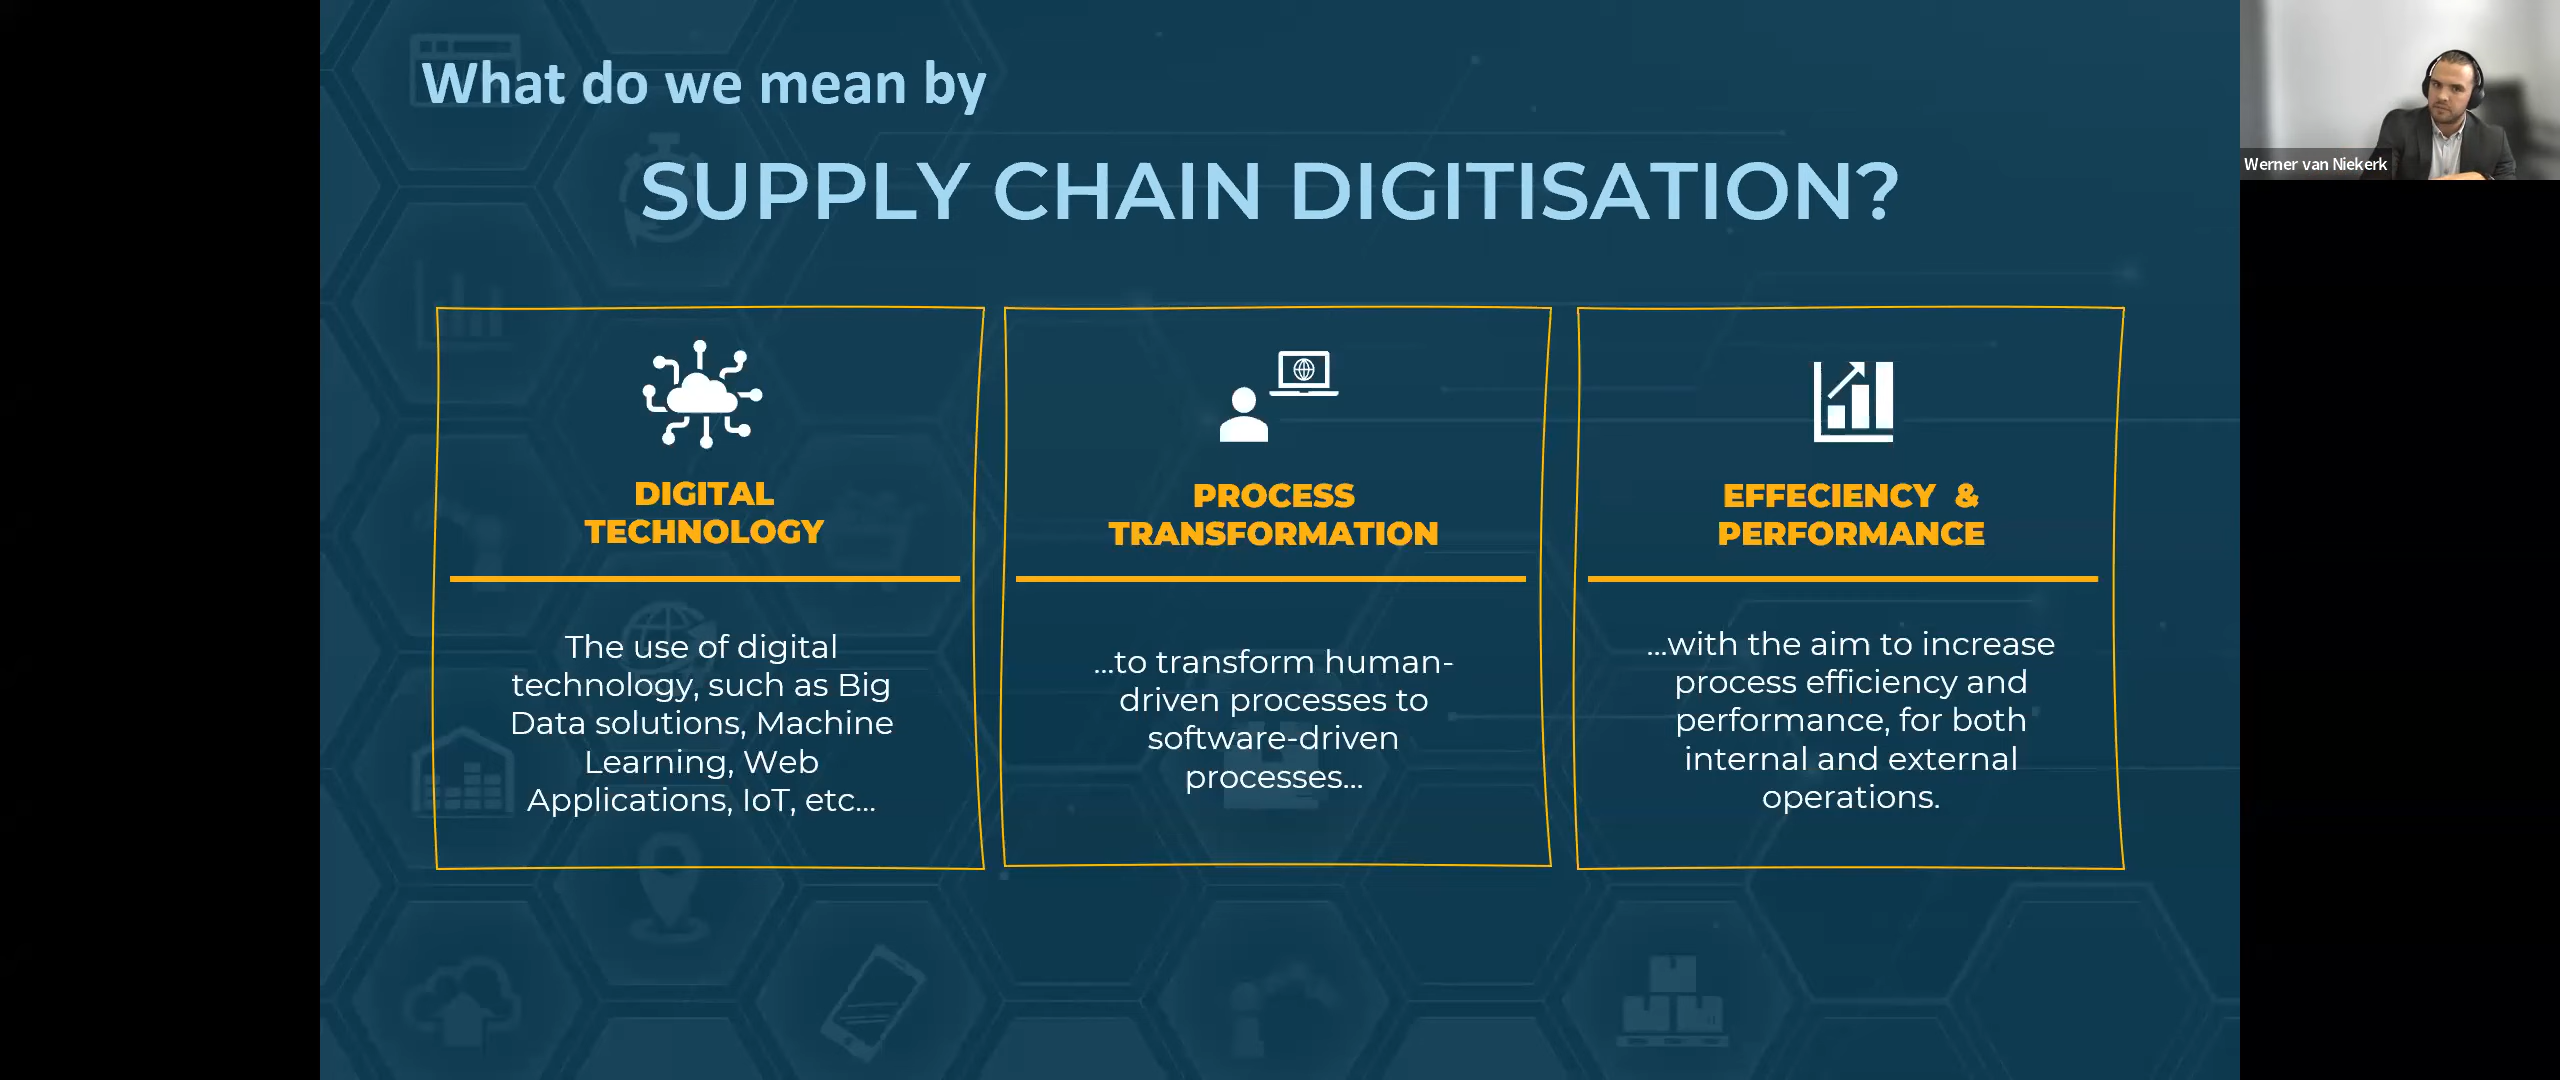 What do we mean by
SUPPLY CHAIN DIGITISATION?
DIGITAL
TECHNOLOGY
The use of digital
technology, such as Big
Data solutions, Machine
Learning, Web
Applications, IoT, etc...
PROCESS
TRANSFORMATION
...to transform human-
driven processes to
software-driven
processes...
EFFECIENCY &
PERFORMANCE
...with the aim to increase
process efficiency and
performance, for both
internal and external
operations.
Werner van Niekerk